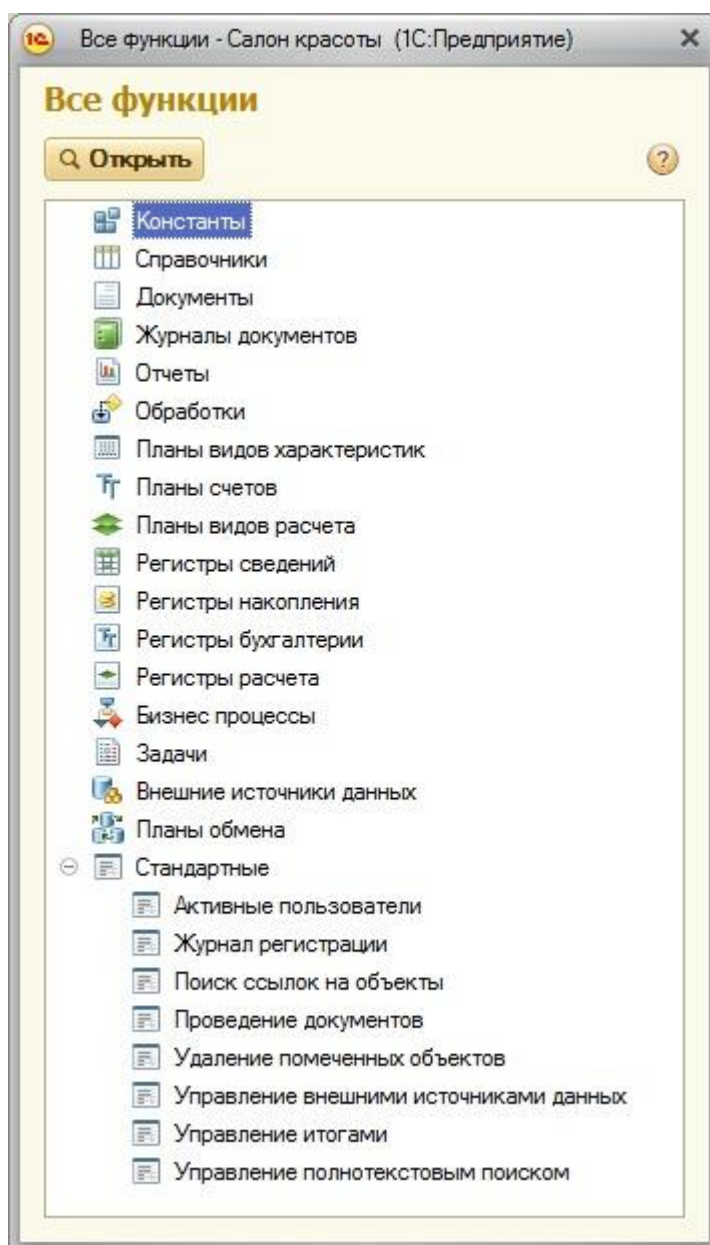 1С Все функции - Салон красоты (1С:Предприятие)
Все функции
Открыть
?
Константы
Справочники
Документы
Журналы документов
Отчеты
Обработки
Планы видов характеристик
Планы счетов
Планы видов расчета
Регистры сведений
Регистры накопления
Регистры бухгалтерии
Регистры расчета
Бизнес процессы
Задачи
Внешние источники данных
Планы обмена
Стандартные
Активные пользователи
Журнал регистрации
Поиск ссылок на объекты
Проведение документов
Удаление помеченных объектов
Управление внешними источниками данных
Управление итогами
Управление полнотекстовым поиском